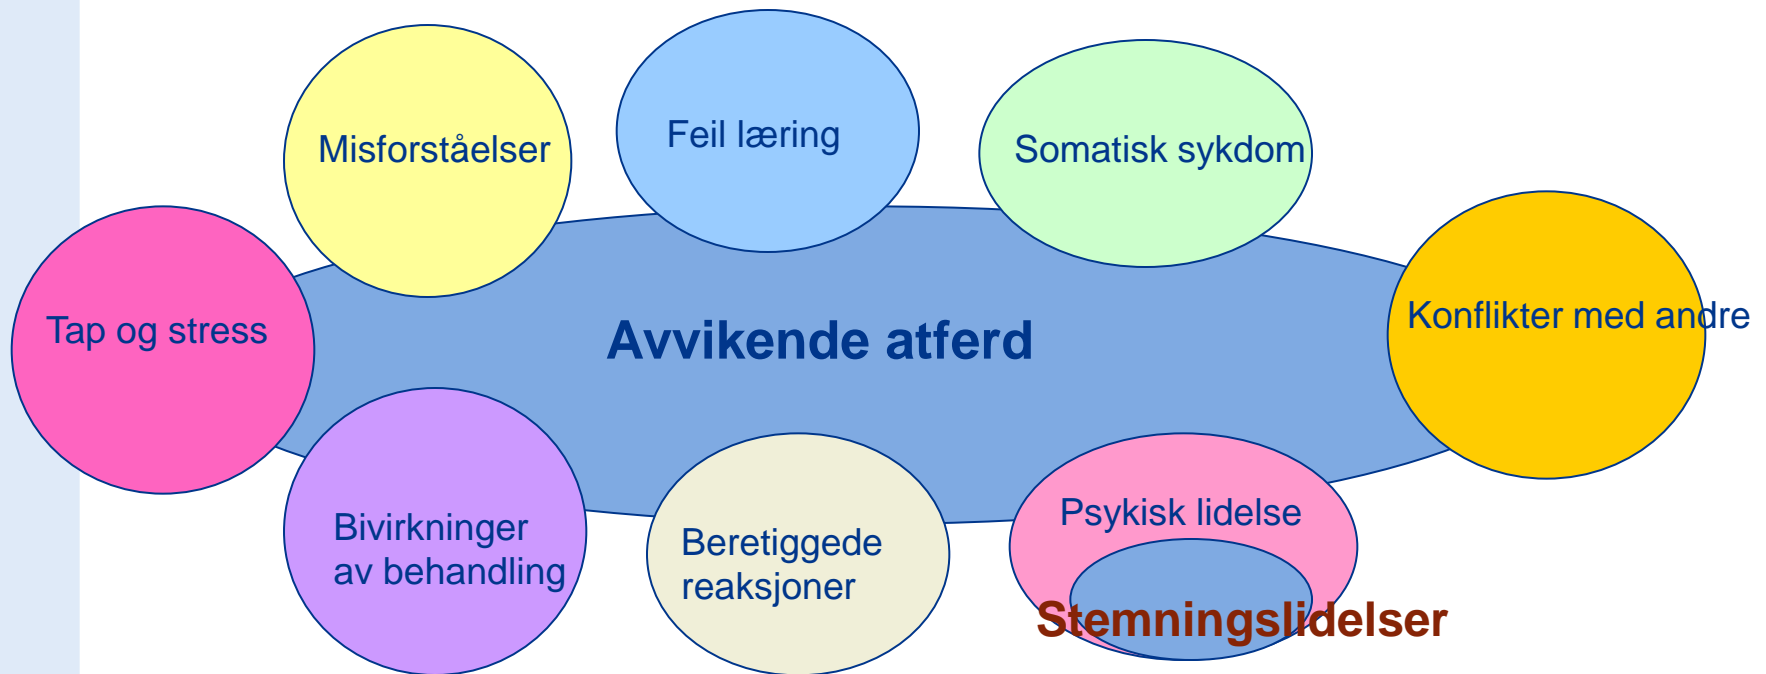 Misforståelser
Feil læring
Somatisk sykdom
Tap og stress
Avvikende atferd
Konflikter med andre
Bivirkninger
av behandling
Beretiggede
reaksjoner
Psykisk lidelse
Stemningslidelser